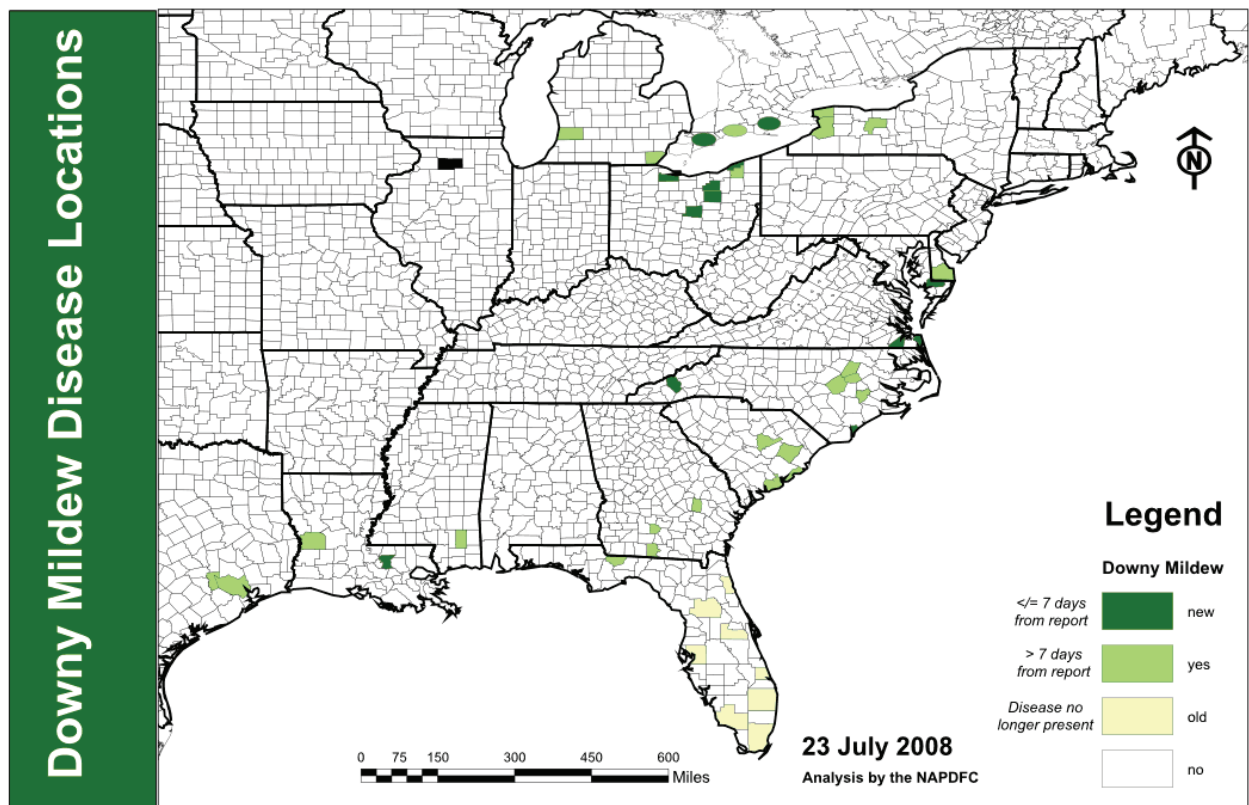 Downy Mildew Disease Locations
N
Legend
Downy Mildew
</= 7 days
from report
new
> 7 days
from report
yes
Disease no
longer present
old
no
23 July 2008
Analysis by the NAPDFC
0 75 150 300 450 600
Miles